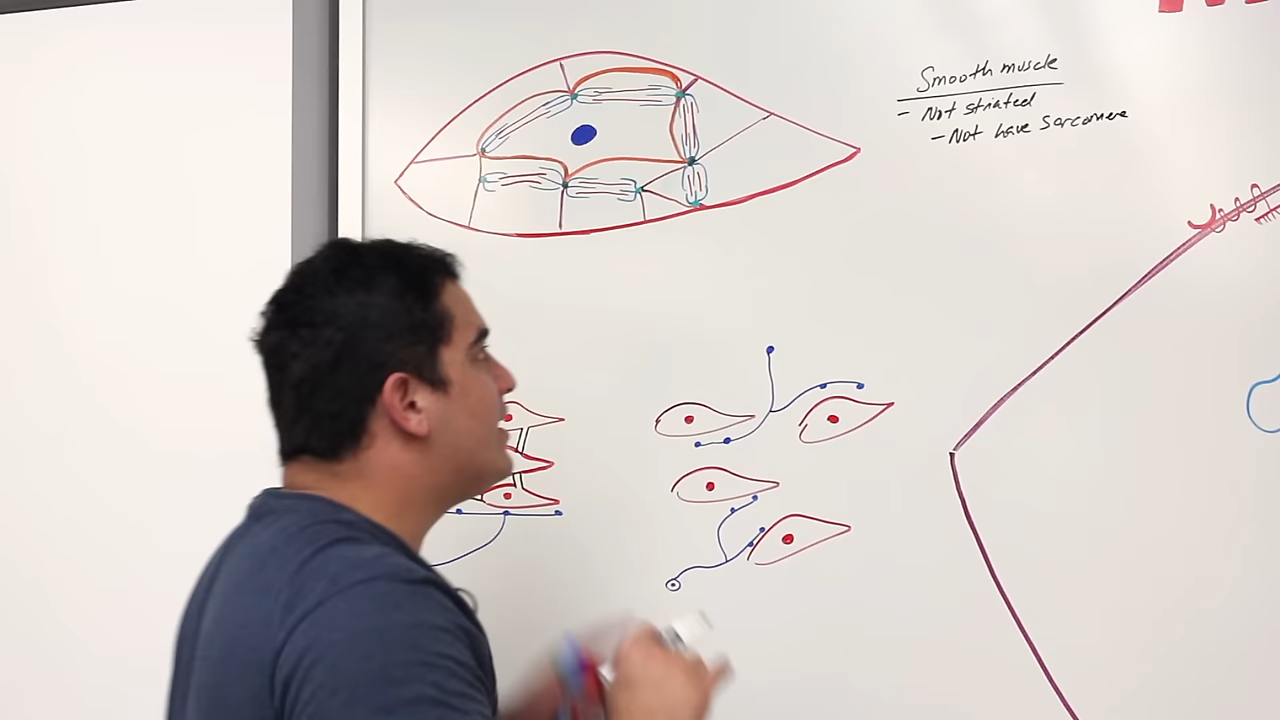 Smooth muscle
- Not striated
- Not have Sarcomere